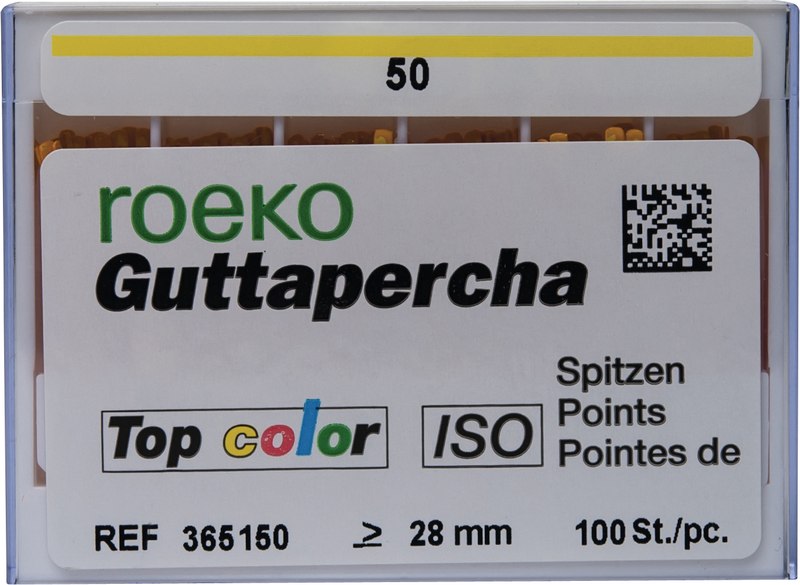 50
roeko
Guttapercha
Spitzen
Top color ISO Points
Pointes de
REF 365150 ≥ 28 mm 100 St./pc.